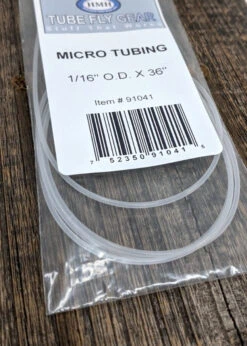 HMH
TUBE FLY GEAR
Stuff That Works
MICRO TUBING
1/16" O.D. X 36"
Item # 91041
7 52350 91041 5